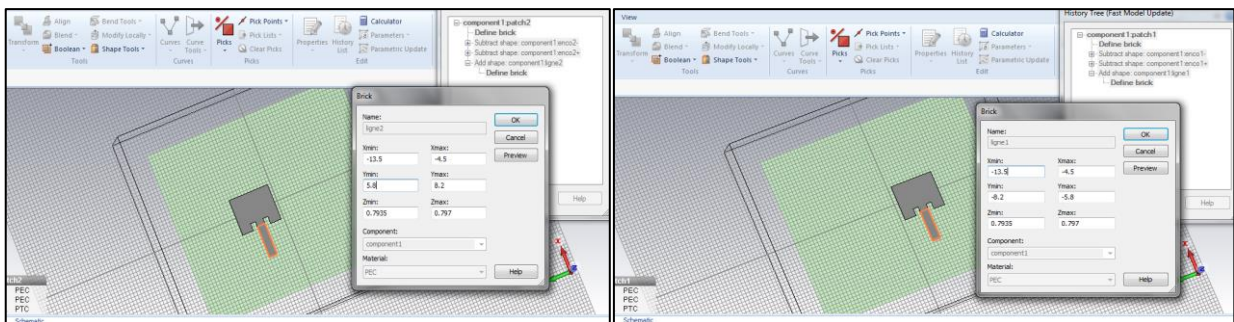 Align
Bend Tools
Blend
Modify Locally
Transform
Boolean
Shape Tools
Tools
Curves
Curve Tools
Curves
Picks
Pick Points
Pick Lists
Clear Picks
Picks
Properties
History List
Calculator
Parameters
Parametric Update
Edit
component1:patch2
Define brick
Subtract shape: component1:enco2-
Subtract shape: component1:enco2+
Add shape: component1:ligne2
Define brick
Help
Brick
Name:
ligne2
Xmin:
Xmax:
-13.5
-4.5
Ymin:
Ymax:
5.8
8.2
Zmin:
Zmax:
0.7935
0.797
Component:
component1
Material:
PEC
OK
Cancel
Preview
Help
x
PEC
PEC
PTC
Schematic
View
Align
Bend Tools
Blend
Modify Locally
Transform
Boolean
Shape Tools
Tools
Curves
Curve Tools
Curves
Picks
Pick Points
Pick Lists
Clear Picks
Picks
Properties
History List
Calculator
Parameters
Parametric Update
Edit
History Tree (Fast Model Update)
component1:patch1
Define brick
Subtract shape: component1:enco1-
Subtract shape: component1:enco1+
Add shape: component1:ligne1
Define brick
Help
Brick
Name:
ligne1
Xmin:
Xmax:
-13.5
-4.5
Ymin:
Ymax:
-8.2
-5.8
Zmin:
Zmax:
0.7935
0.797
Component:
component1
Material:
PEC
OK
Cancel
Preview
Help
x
PEC
PEC
PTC
Schematic